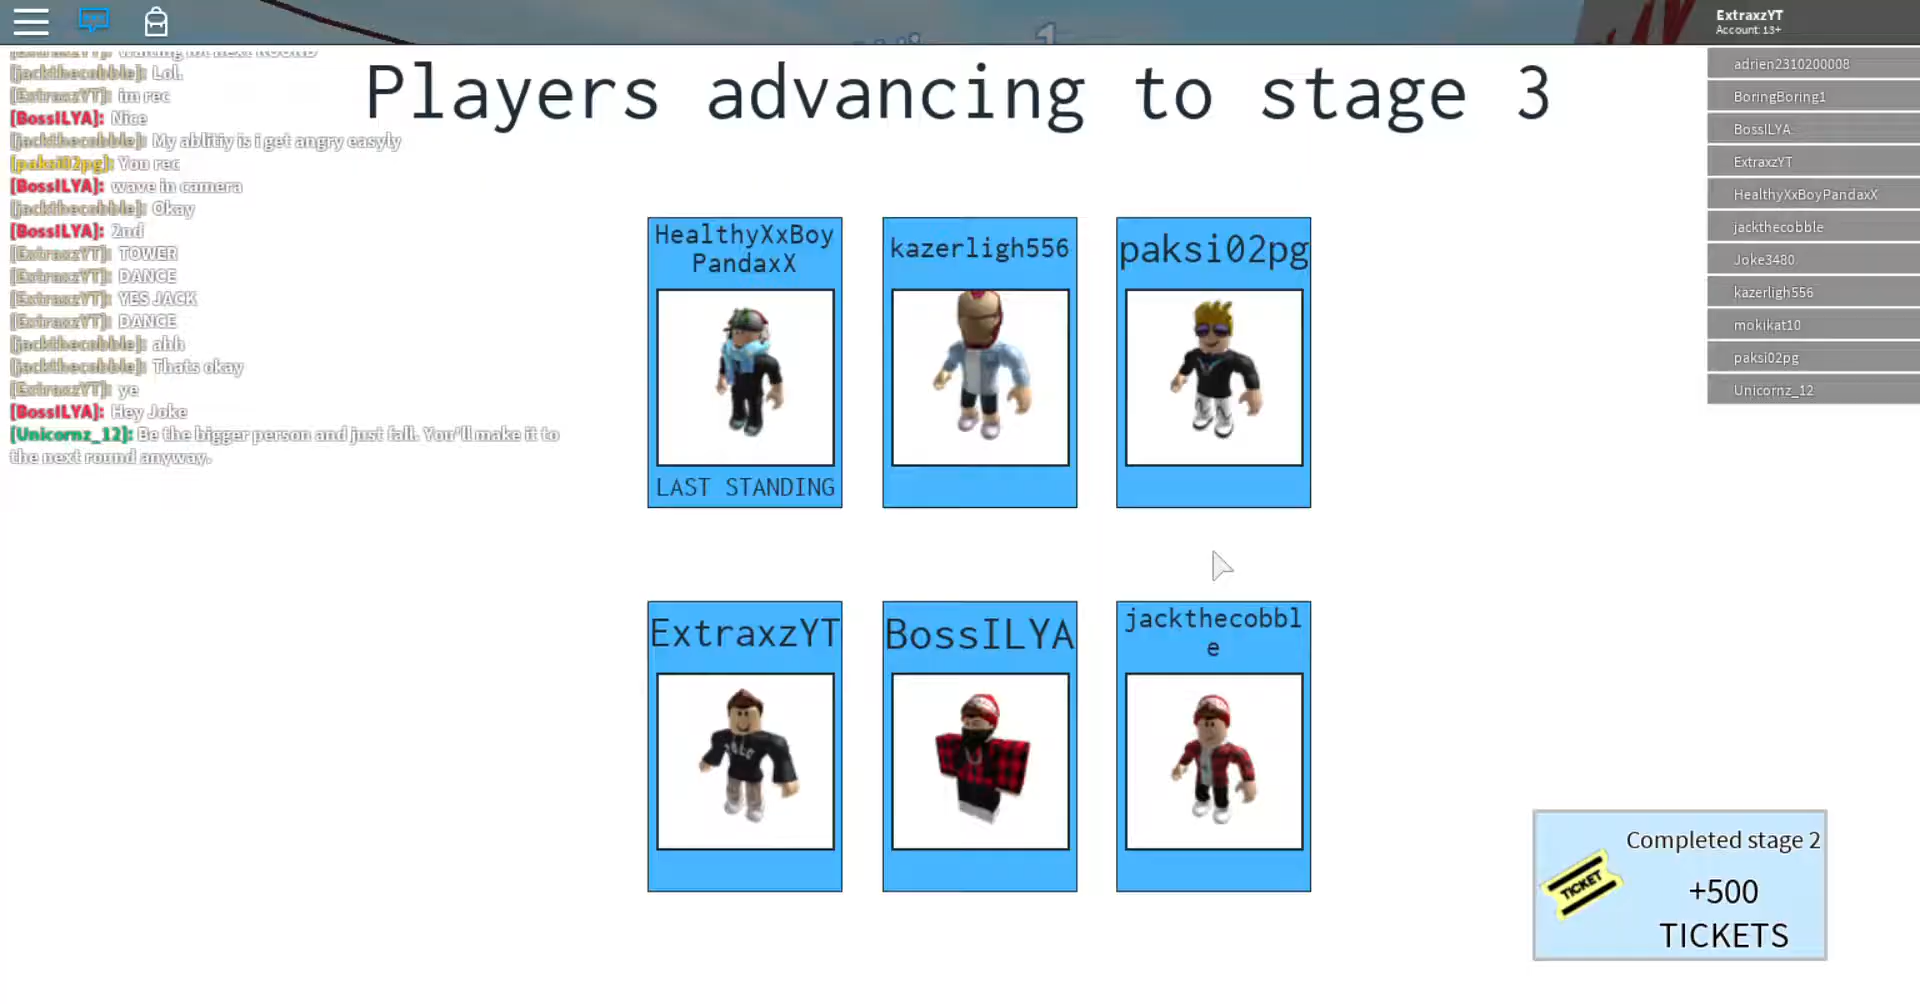 ExtraxzYT
Account: 13+
Waiting for next ROUND
[jackthecobble]: Lol.
[ExtraxzYT]: im rec
[BossILYA]: Nice
[jackthecobble]: My ablitiy is i get angry easyly
[paksi02pg]: You rec
[BossILYA]: wave in camera
[jackthecobble]: Okay
[BossILYA]: 2nd
[ExtraxzYT]: TOWER
[ExtraxzYT]: DANCE
[ExtraxzYT]: YES JACK
[ExtraxzYT]: DANCE
[jackthecobble]: ahh
[jackthecobble]: Thats okay
[ExtraxzYT]: ye
[BossILYA]: Hey Joke
[Unicornz_12]: Be the bigger person and just fall. You'll make it to
the next round anyway.
Players advancing to stage 3
HealthyXxBoy
PandaxX
LAST STANDING
kazerligh556
paksi02pg
ExtraxzYT
BossILYA
jackthecobbl
e
adrien2310200008
BoringBoring1
BossILYA
ExtraxzYT
HealthyXxBoyPandaxX
jackthecobble
Joke3480
kazerligh556
mokikat10
paksi02pg
Unicornz_12
Completed stage 2
TICKET
+500
TICKETS